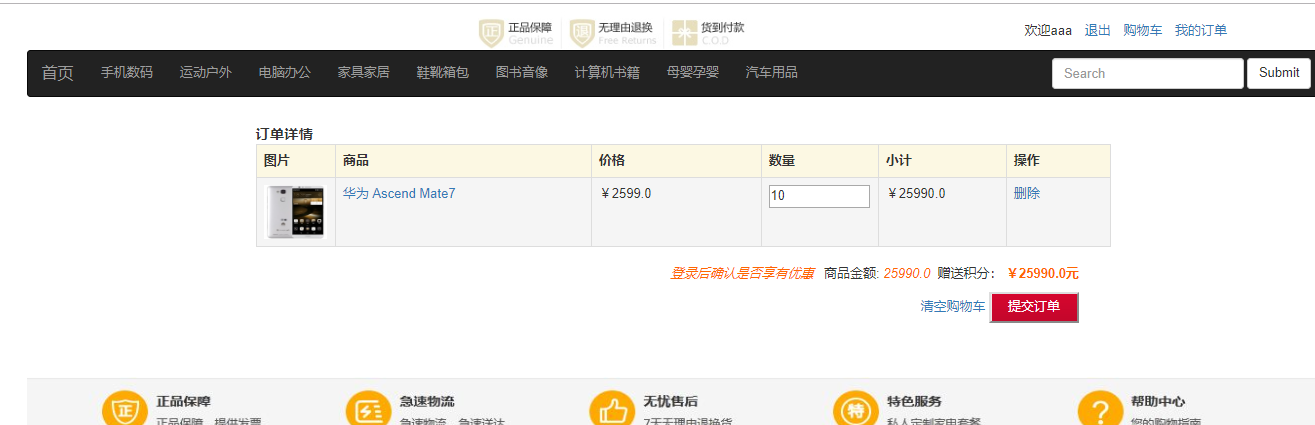 正品保障 无理由退换 货到付款
Genuine Free Returns C.O.D
欢迎aaa 退出 购物车 我的订单
首页 手机数码 运动户外 电脑办公 家具家居 鞋靴箱包 图书音像 计算机书籍 母婴孕婴 汽车用品 Search Submit
订单详情
图片 商品 价格 数量 小计 操作
华为 Ascend Mate7 ￥2599.0 10 ￥25990.0 删除
登录后确认是否享有优惠 商品金额: 25990.0 赠送积分： ￥25990.0元
清空购物车 提交订单
正品保障 急速物流 无忧售后 特色服务 帮助中心
正品保障，提供发票 急速物流，急速送达 7天无理由退换货 私人定制家电套餐 您的购物指南
正 特 ?